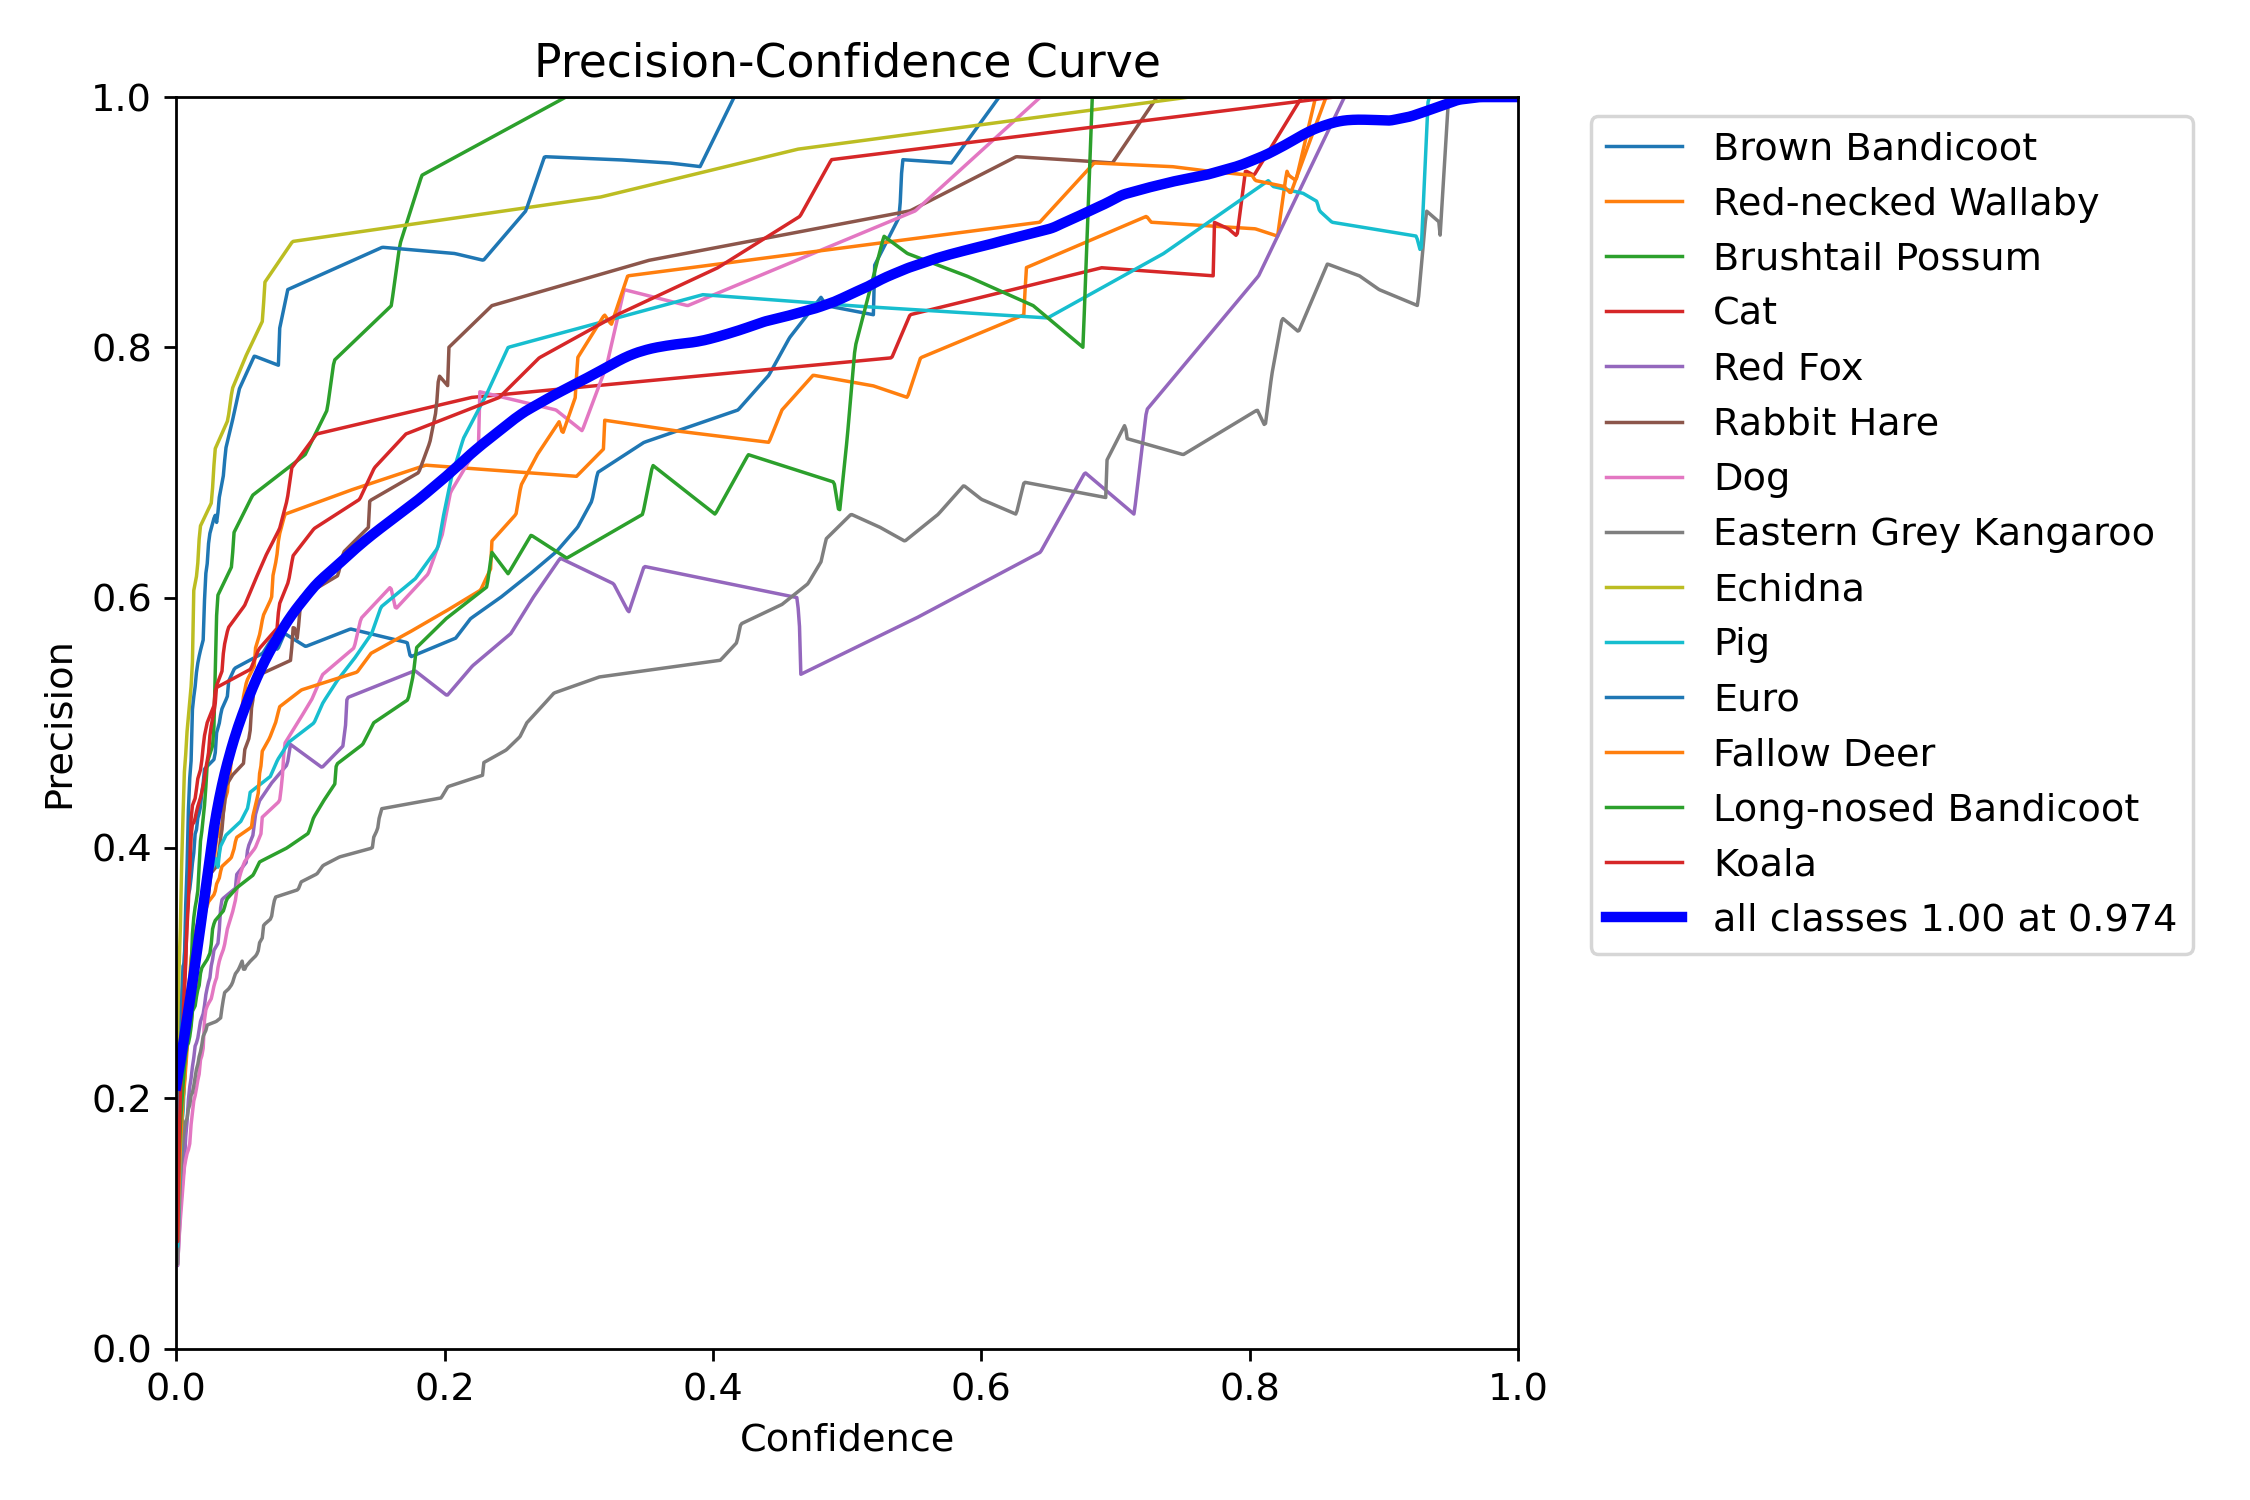 Precision-Confidence Curve
1.0
0.8
0.6
0.4
0.2
0.0
Precision
0.0 0.2 0.4 0.6 0.8 1.0
Confidence
Brown Bandicoot
Red-necked Wallaby
Brushtail Possum
Cat
Red Fox
Rabbit Hare
Dog
Eastern Grey Kangaroo
Echidna
Pig
Euro
Fallow Deer
Long-nosed Bandicoot
Koala
all classes 1.00 at 0.974